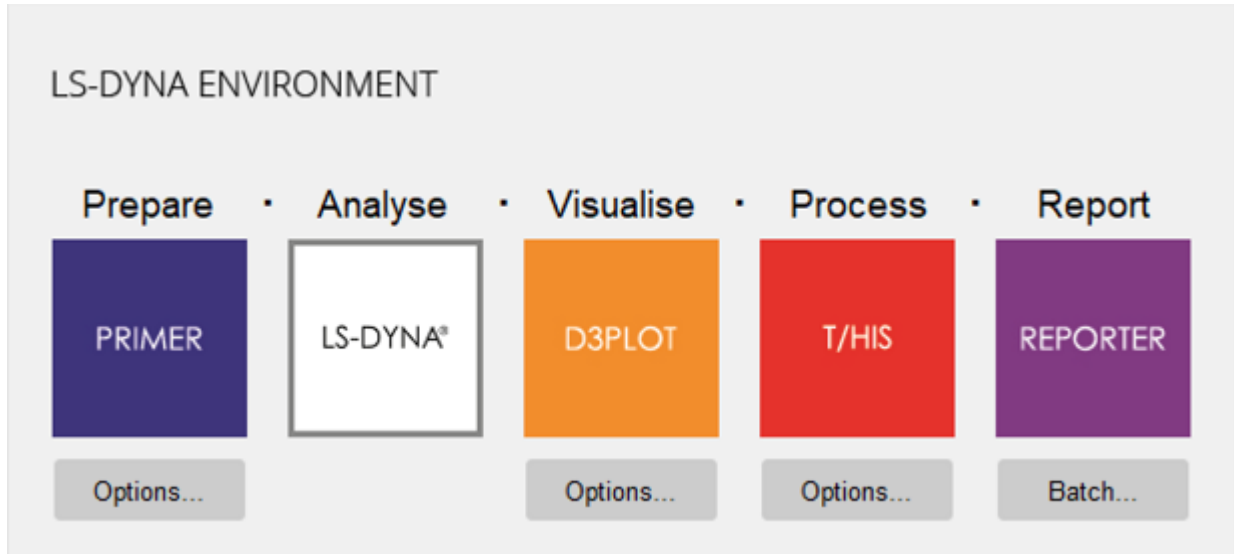 LS-DYNA ENVIRONMENT
Prepare · Analyse · Visualise · Process · Report
PRIMER LS-DYNA® D3PLOT T/HIS REPORTER
Options... Options... Options... Batch...